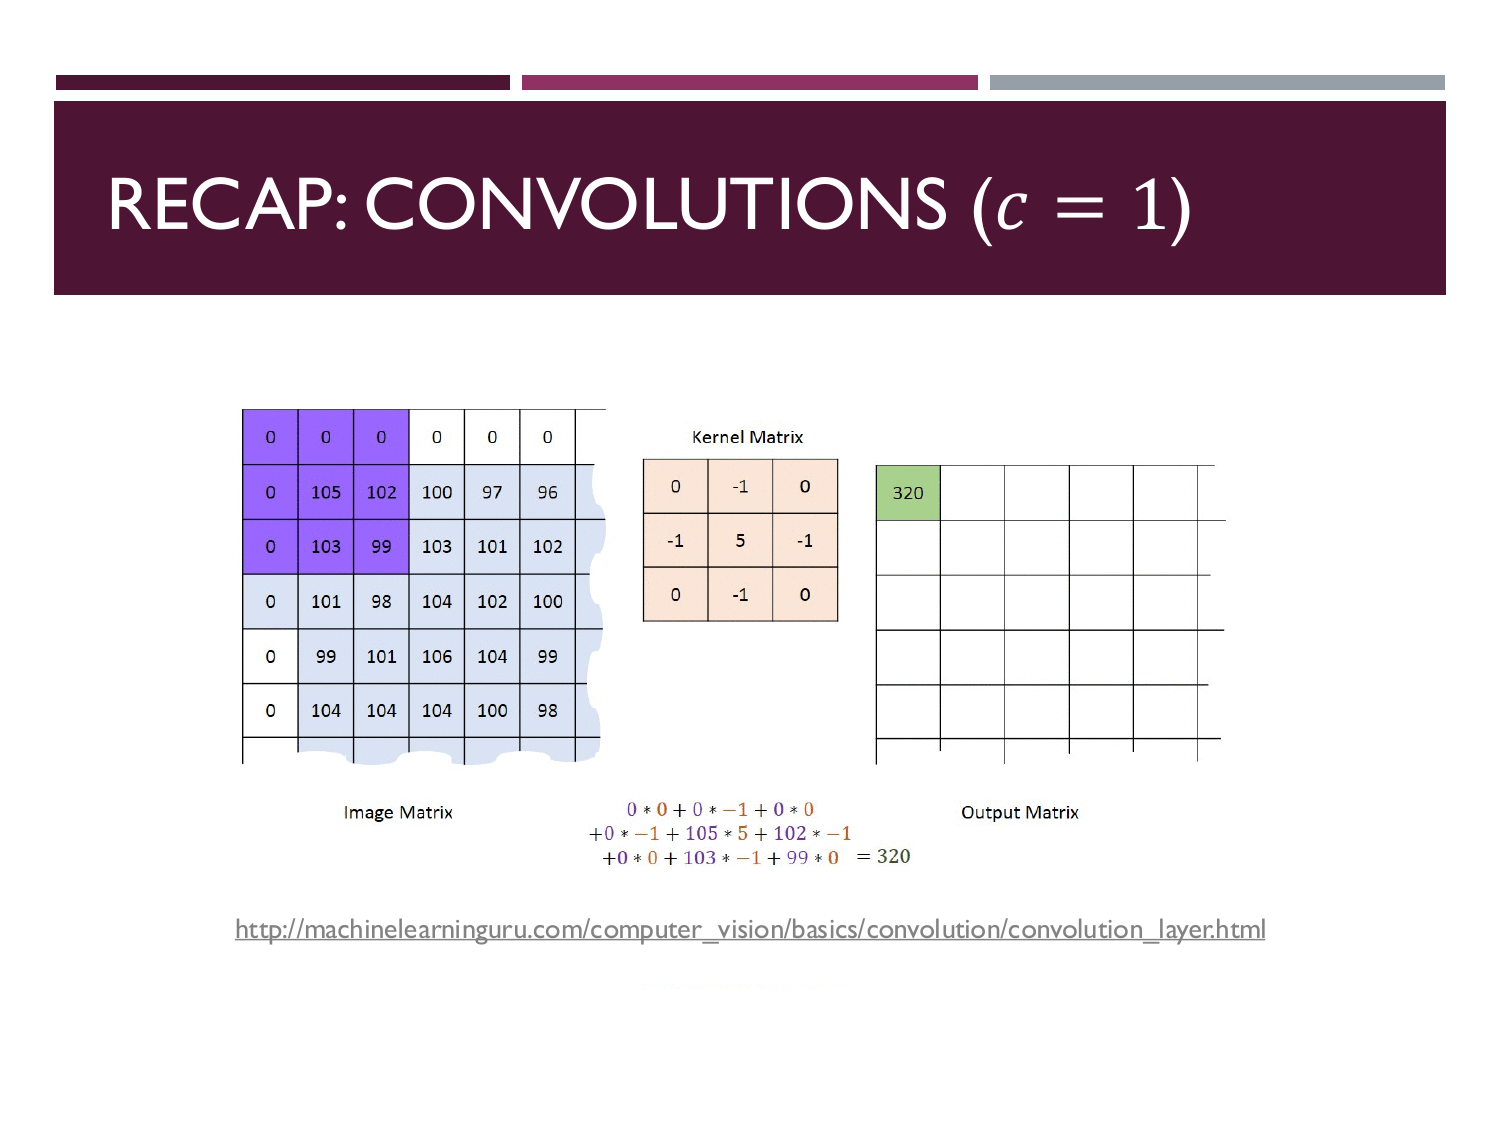 RECAP: CONVOLUTIONS (𝑐 = 1)
0 0 0 0 0 0
0 105 102 100 97 96
0 103 99 103 101 102
0 101 98 104 102 100
0 99 101 106 104 99
0 104 104 104 100 98
Image Matrix
Kernel Matrix
0 -1 0
-1 5 -1
0 -1 0
320
Output Matrix
0 ∗ 0 + 0 ∗ −1 + 0 ∗ 0
+0 ∗ −1 + 105 ∗ 5 + 102 ∗ −1
+0 ∗ 0 + 103 ∗ −1 + 99 ∗ 0 = 320
http://machinelearninguru.com/computer_vision/basics/convolution/convolution_layer.html